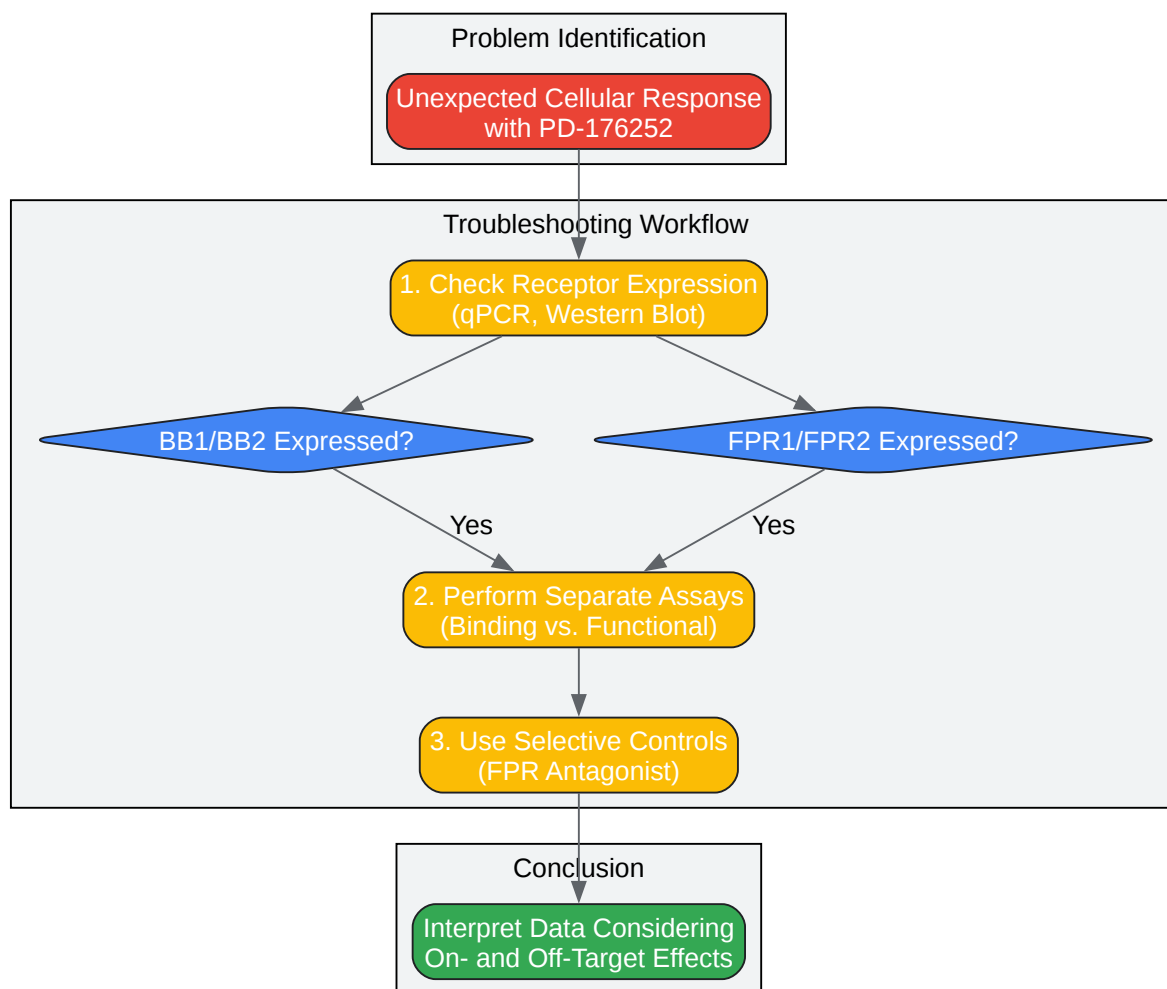 Problem Identification
Unexpected Cellular Response
with PD-176252
Troubleshooting Workflow
1. Check Receptor Expression
(qPCR, Western Blot)
BB1/BB2 Expressed?
FPR1/FPR2 Expressed?
Yes
Yes
2. Perform Separate Assays
(Binding vs. Functional)
3. Use Selective Controls
(FPR Antagonist)
Conclusion
Interpret Data Considering
On- and Off-Target Effects